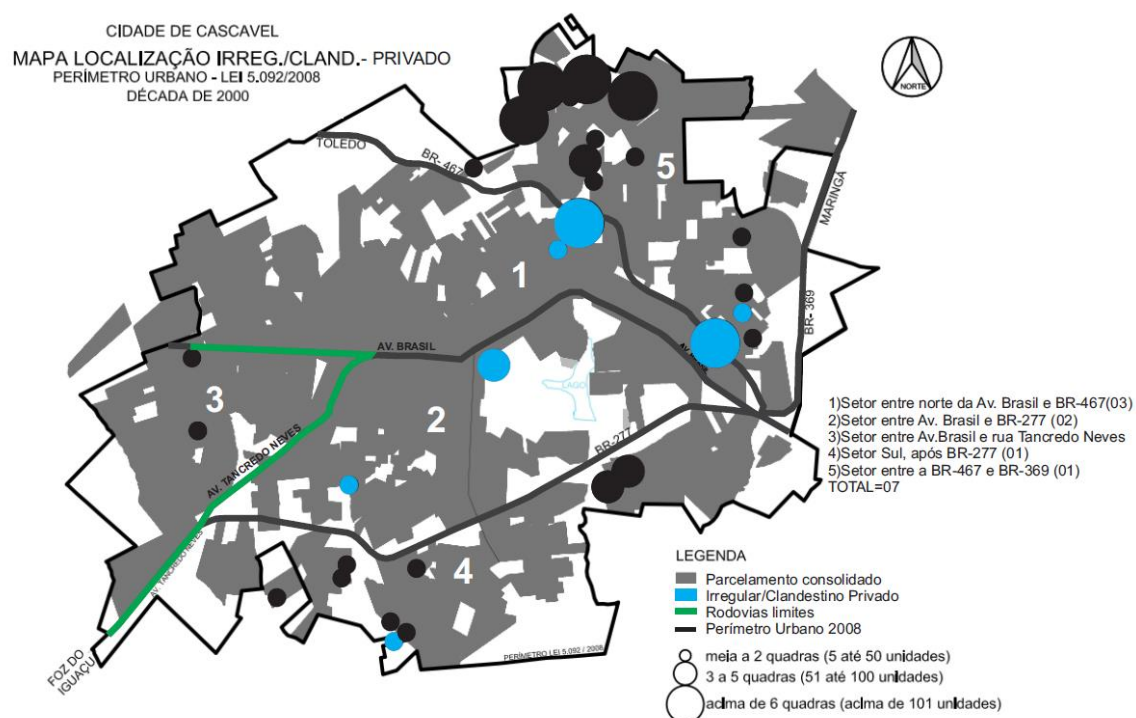 CIDADE DE CASCAVEL
MAPA LOCALIZAÇÃO IRREG./CLAND.- PRIVADO
PERÍMETRO URBANO - LEI 5.092/2008
DÉCADA DE 2000
NORTE
TOLEDO
BR- 467
5
MARINGÁ
1
BR- 369
AV. BRASIL
LAGO
3
2
BR-277
AV. TANCREDO NEVES
AV. TANCREDO NEVES
4
FOZ DO
IGUAÇU
PERÍMETRO LEI 5.092 / 2008
1)Setor entre norte da Av. Brasil e BR-467(03)
2)Setor entre Av. Brasil e BR-277 (02)
3)Setor entre Av.Brasil e rua Tancredo Neves
4)Setor Sul, após BR-277 (01)
5)Setor entre a BR-467 e BR-369 (01)
TOTAL=07
LEGENDA
Parcelamento consolidado
Irregular/Clandestino Privado
Rodovias limites
Perímetro Urbano 2008
meia a 2 quadras (5 até 50 unidades)
3 a 5 quadras (51 até 100 unidades)
acima de 6 quadras (acima de 101 unidades)